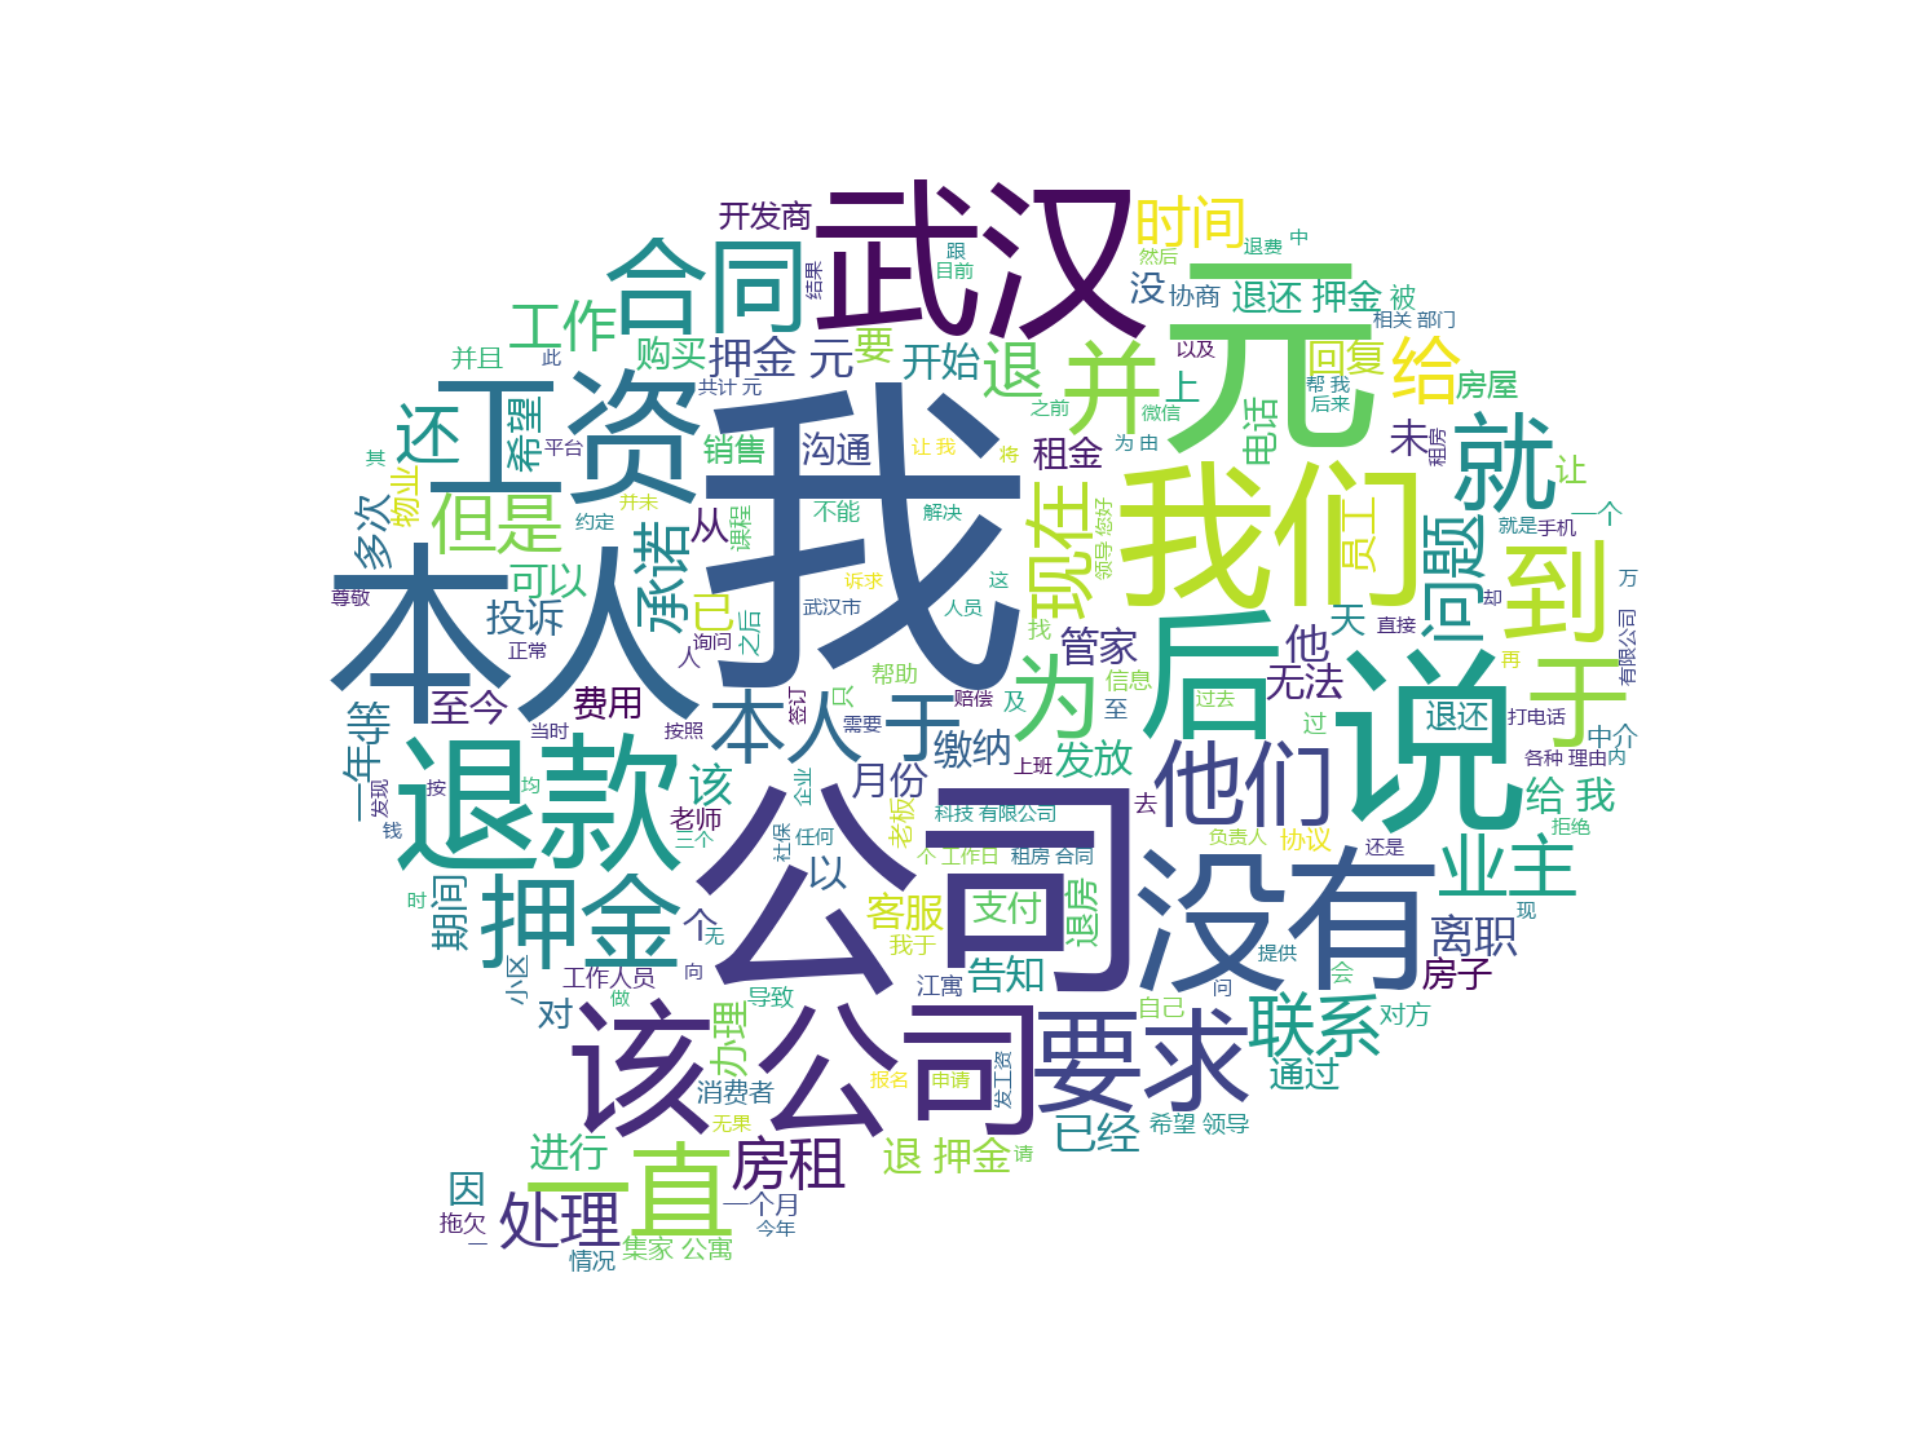 武汉
开发商
时间
合同
跟
目前
结果
然后
退费
中
元
没
协商
退还 押金
被
相关 部门
工作
并且
此
购买
押金 元
要
开始
退
并
以及
上
回复
帮 我
后来
给
房屋
工资
共计 元
还
希望
平台
销售
沟通
让 我
将
租金
之前
微信
为 由
电话
未
租房
就
让
一个
其
物业
多次
但是
并未
约定
承诺
从
课程
不能
解决
我
现在
领导 您好
我们
员工
问题
就是
手机
到
万
本人
尊敬
可以
投诉
正常
已
询问
之后
人
武汉市
诉求
人员
这
找
管家
后
他
无法
天
直接
却
再
有限公司
于
至今
费用
当时
按照
本人 于
签订
只
需要
帮助
赔偿
及
为
信息
至
过去
过
说
退还
打电话
中介
各种 理由
内
等
一年
退款
该
月份
缴纳
上班
发放
他们
去
给 我
发现
按
均
钱
老师
三个
企业
社保
任何
老板
科技 有限公司
个 工作日
租房 合同
公司
负责人
协议
还是
拒绝
业主
时
期间
押金
个
无
以
客服
我于
支付
退房
没有
离职
现
房子
小区
工作人员
向
做
导致
江寓
告知
自己
问
提供
会
对
该 公司
办理
要求
联系
对方
通过
消费者
报名
申请
发工资
无果
已经
希望 领导
进行
一直
房租
退 押金
请
因
拖欠
一
处理
一个月
今年
情况
集家 公寓